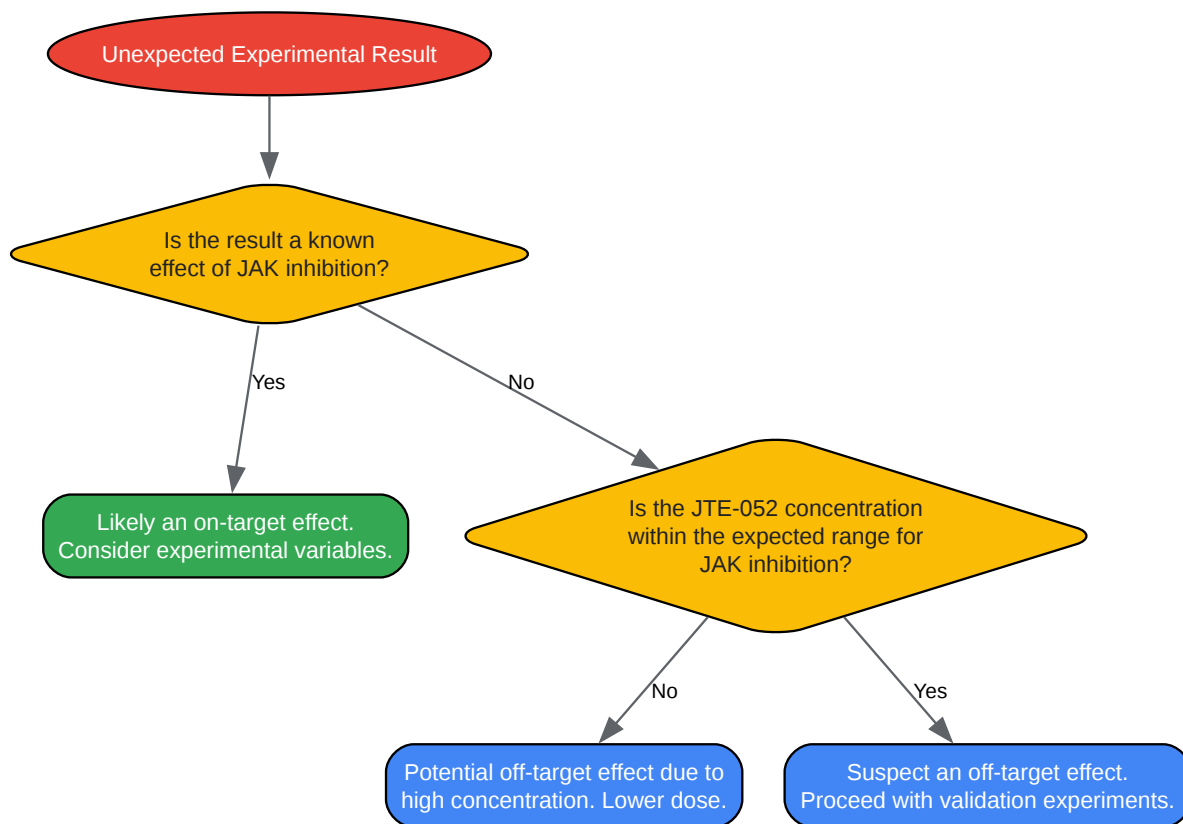 Unexpected Experimental Result
Is the result a known
effect of JAK inhibition?
Yes
No
Likely an on-target effect.
Consider experimental variables.
Is the JTE-052 concentration
within the expected range for
JAK inhibition?
No
Yes
Potential off-target effect due to
high concentration. Lower dose.
Suspect an off-target effect.
Proceed with validation experiments.